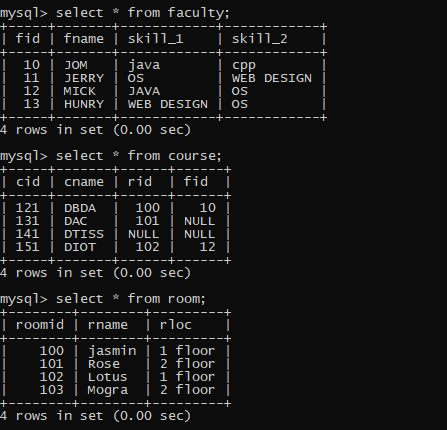 mysql> select * from faculty;
+-----+-------+------------+------------+
| fid | fname | skill_1    | skill_2    |
+-----+-------+------------+------------+
|  10 | JOM   | java       | cpp        |
|  11 | JERRY | OS         | WEB DESIGN |
|  12 | MICK  | JAVA       | OS         |
|  13 | HUNRY | WEB DESIGN | OS         |
+-----+-------+------------+------------+
4 rows in set (0.00 sec)

mysql> select * from course;
+-----+-------+------+------+
| cid | cname | rid  | fid  |
+-----+-------+------+------+
| 121 | DBDA  |  100 |   10 |
| 131 | DAC   |  101 | NULL |
| 141 | DTISS | NULL | NULL |
| 151 | DIOT  |  102 |   12 |
+-----+-------+------+------+
4 rows in set (0.00 sec)

mysql> select * from room;
+--------+--------+---------+
| roomid | rname  | rloc    |
+--------+--------+---------+
|    100 | jasmin | 1 floor |
|    101 | Rose   | 2 floor |
|    102 | Lotus  | 1 floor |
|    103 | Mogra  | 2 floor |
+--------+--------+---------+
4 rows in set (0.00 sec)